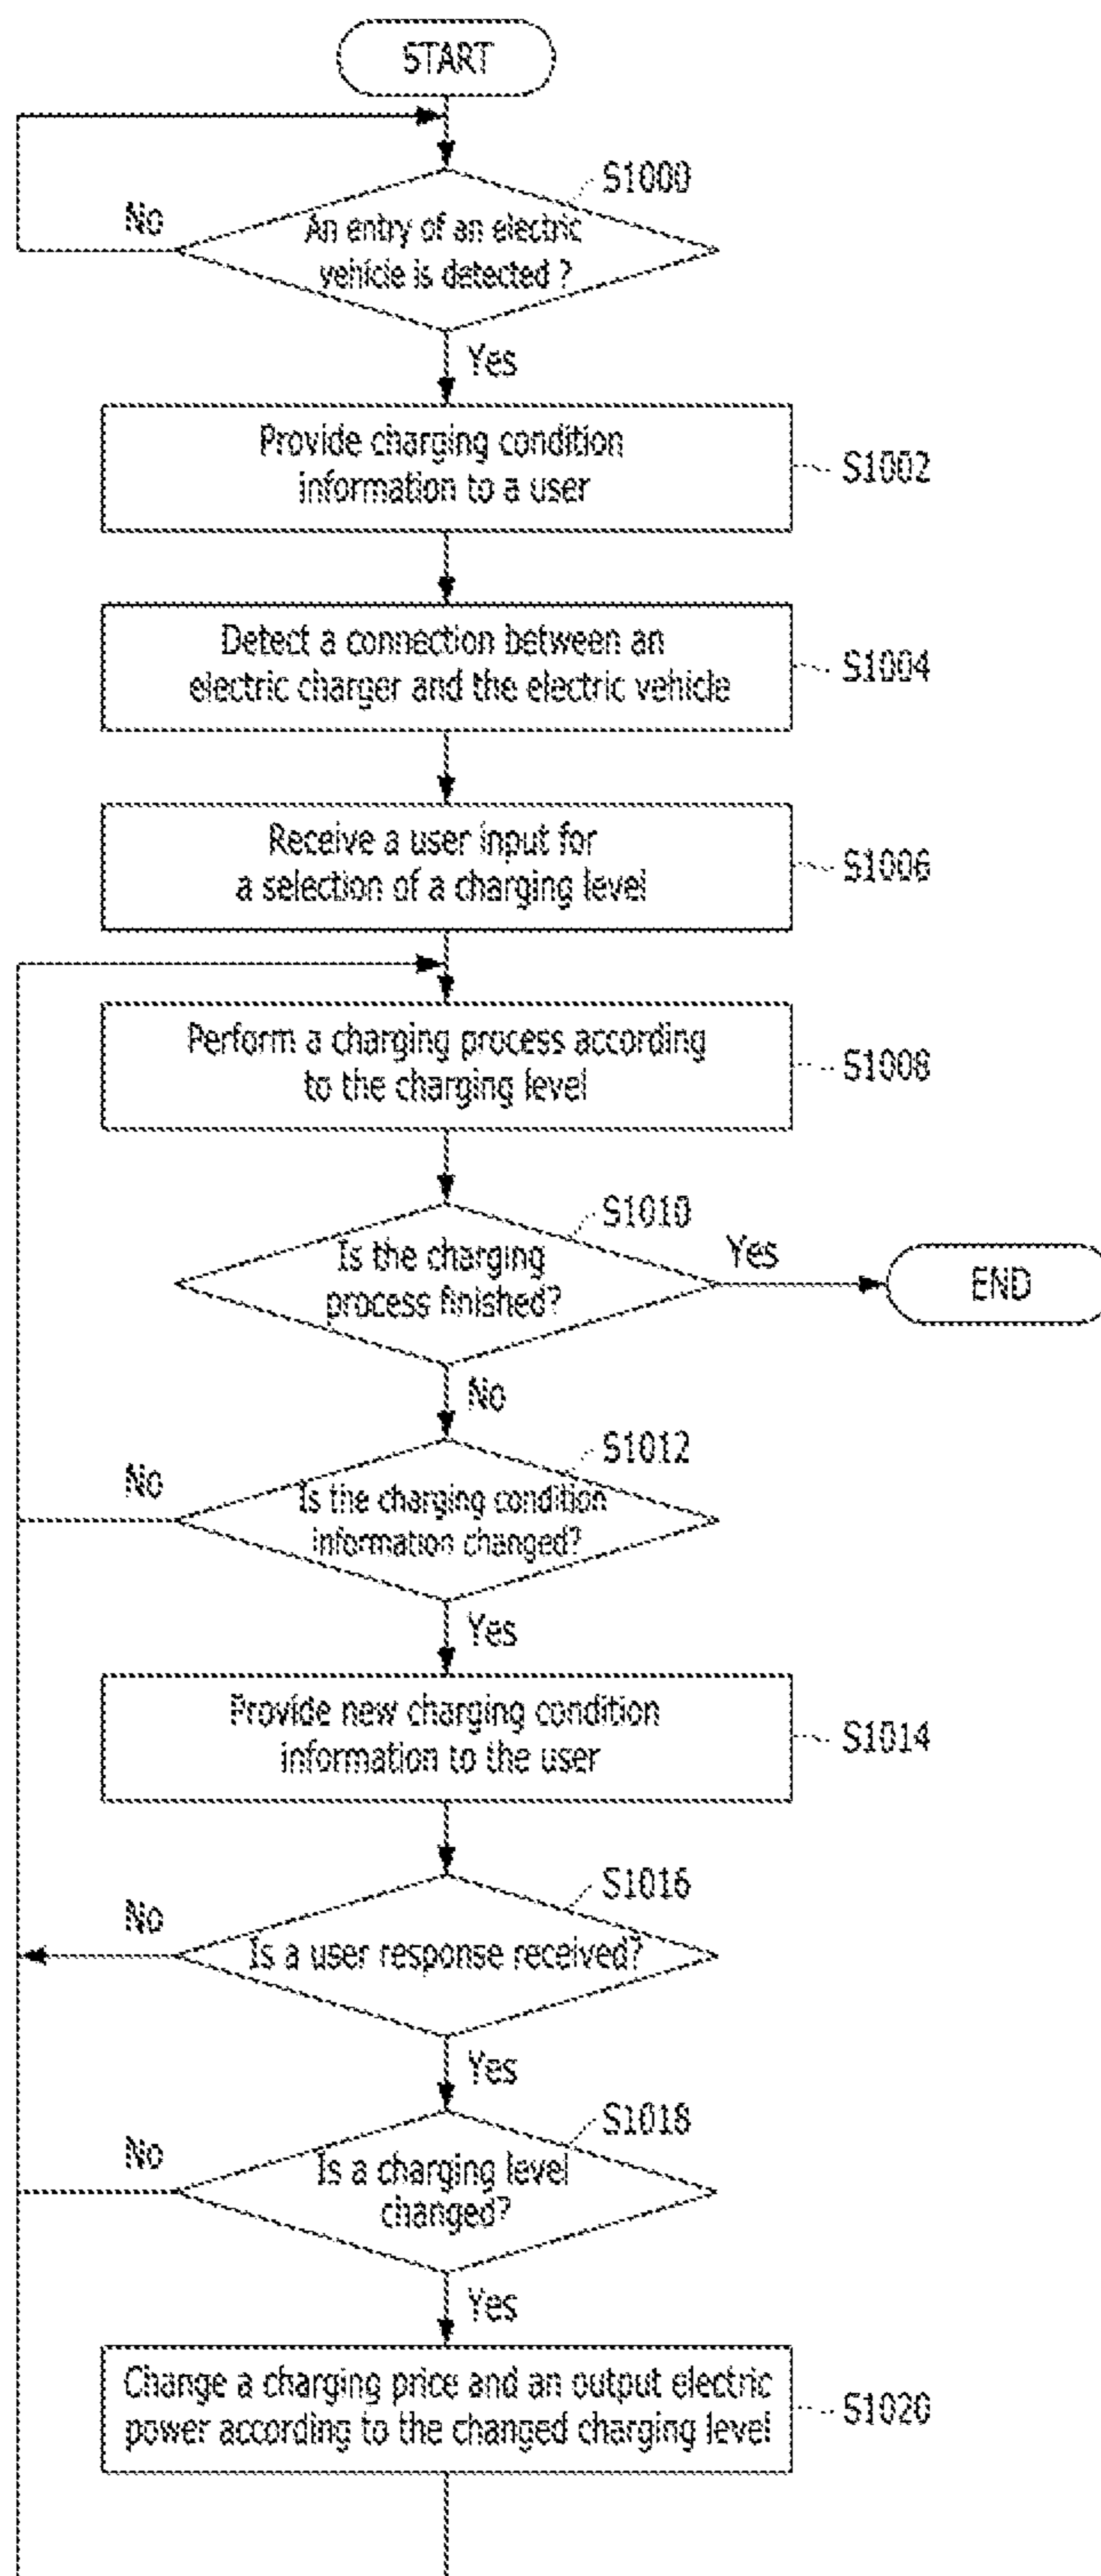 START
S1000
No
An entry of an electric
vehicle is detected ?
Yes
Provide charging condition
information to a user
S1002
Detect a connection between an
electric charger and the electric vehicle
S1004
Receive a user input for
a selection of a charging level
S1006
Perform a charging process according
to the charging level
S1008
S1010
Is the charging
process finished?
Yes
END
No
S1012
No
Is the charging condition
information changed?
Yes
Provide new charging condition
information to the user
S1014
S1016
No
Is a user response received?
Yes
S1018
No
Is a charging level
changed?
Yes
Change a charging price and an output electric
power according to the changed charging level
S1020